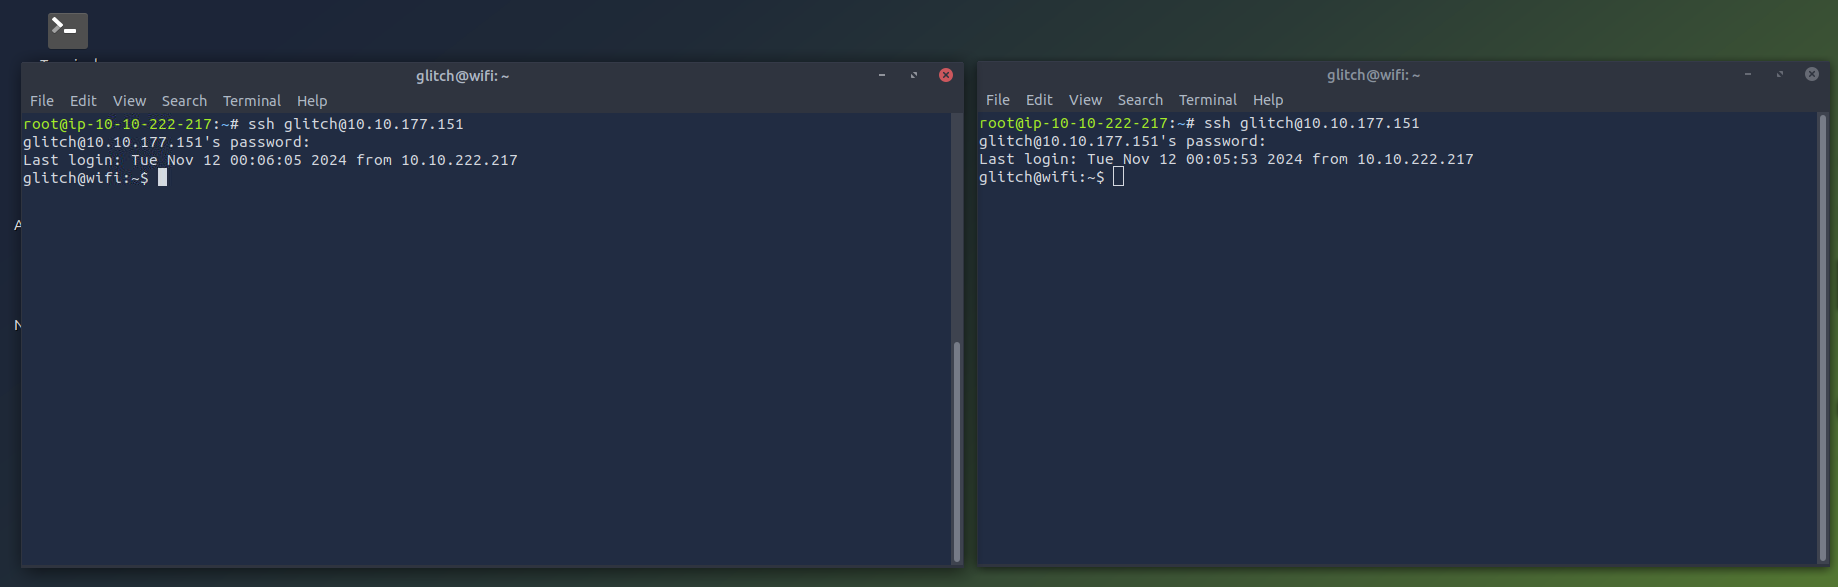 glitch@wifi: ~
File Edit View Search Terminal Help
root@ip-10-10-222-217:~# ssh glitch@10.10.177.151
glitch@10.10.177.151's password:
Last login: Tue Nov 12 00:06:05 2024 from 10.10.222.217
glitch@wifi:~$
glitch@wifi: ~
File Edit View Search Terminal Help
root@ip-10-10-222-217:~# ssh glitch@10.10.177.151
glitch@10.10.177.151's password:
Last login: Tue Nov 12 00:05:53 2024 from 10.10.222.217
glitch@wifi:~$